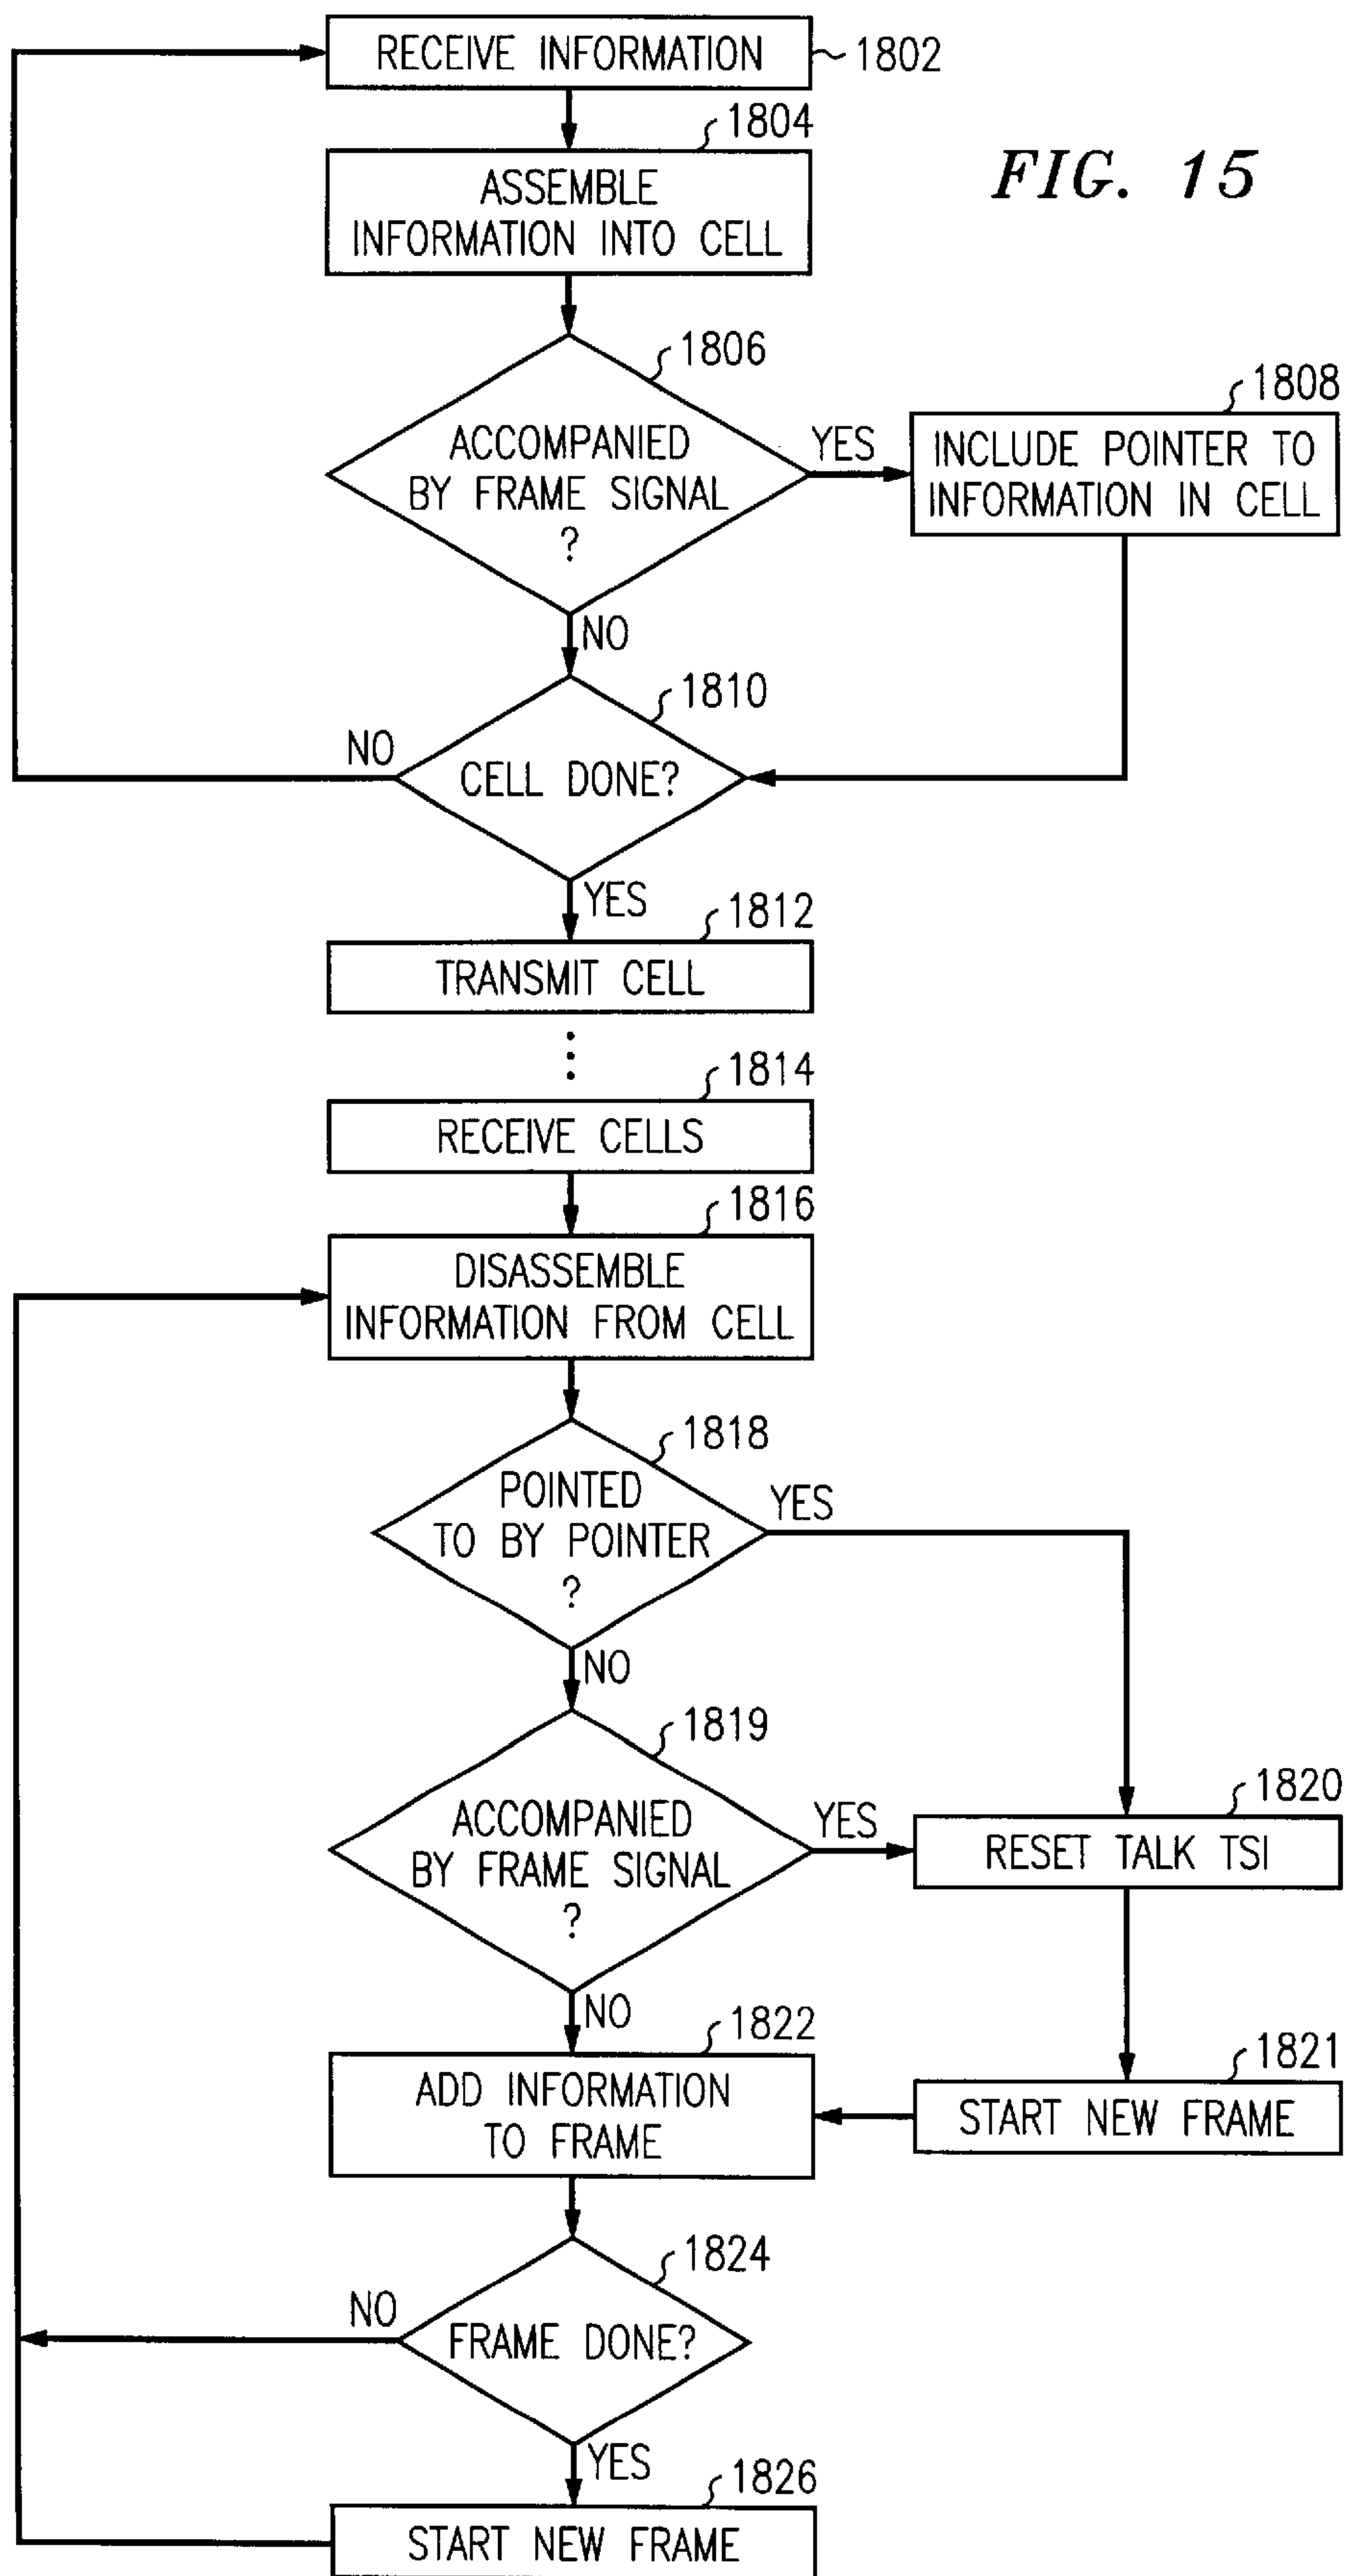 RECEIVE INFORMATION
1802
1804
FIG. 15
ASSEMBLE
INFORMATION INTO CELL
1806
ACCOMPANIED
BY FRAME SIGNAL
?
YES
1808
INCLUDE POINTER TO
INFORMATION IN CELL
NO
1810
CELL DONE?
NO
YES
1812
TRANSMIT CELL
1814
RECEIVE CELLS
1816
DISASSEMBLE
INFORMATION FROM CELL
1818
POINTED
TO BY POINTER
?
YES
NO
1819
ACCOMPANIED
BY FRAME SIGNAL
?
YES
1820
RESET TALK TSI
NO
1822
ADD INFORMATION
TO FRAME
1821
START NEW FRAME
1824
FRAME DONE?
NO
YES
1826
START NEW FRAME